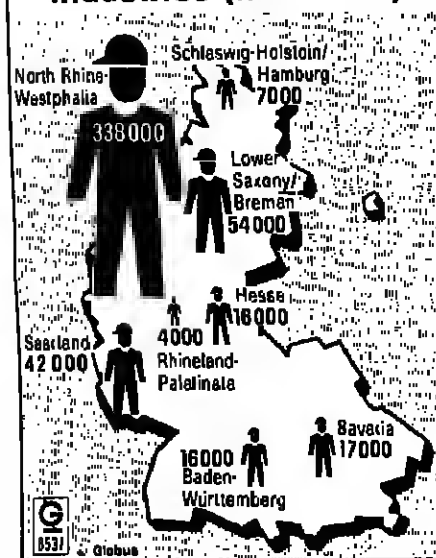 North Rhine-
Westphalia
338000
Schleswig-Holstein/
Hamburg
7000
Lower
Saxony/
Bremen
54000
Hesse
16000
4000
Rhineland-
Palatinate
Saarland
42000
16000
Baden-
Württemberg
Bavaria
17000
G
Globus